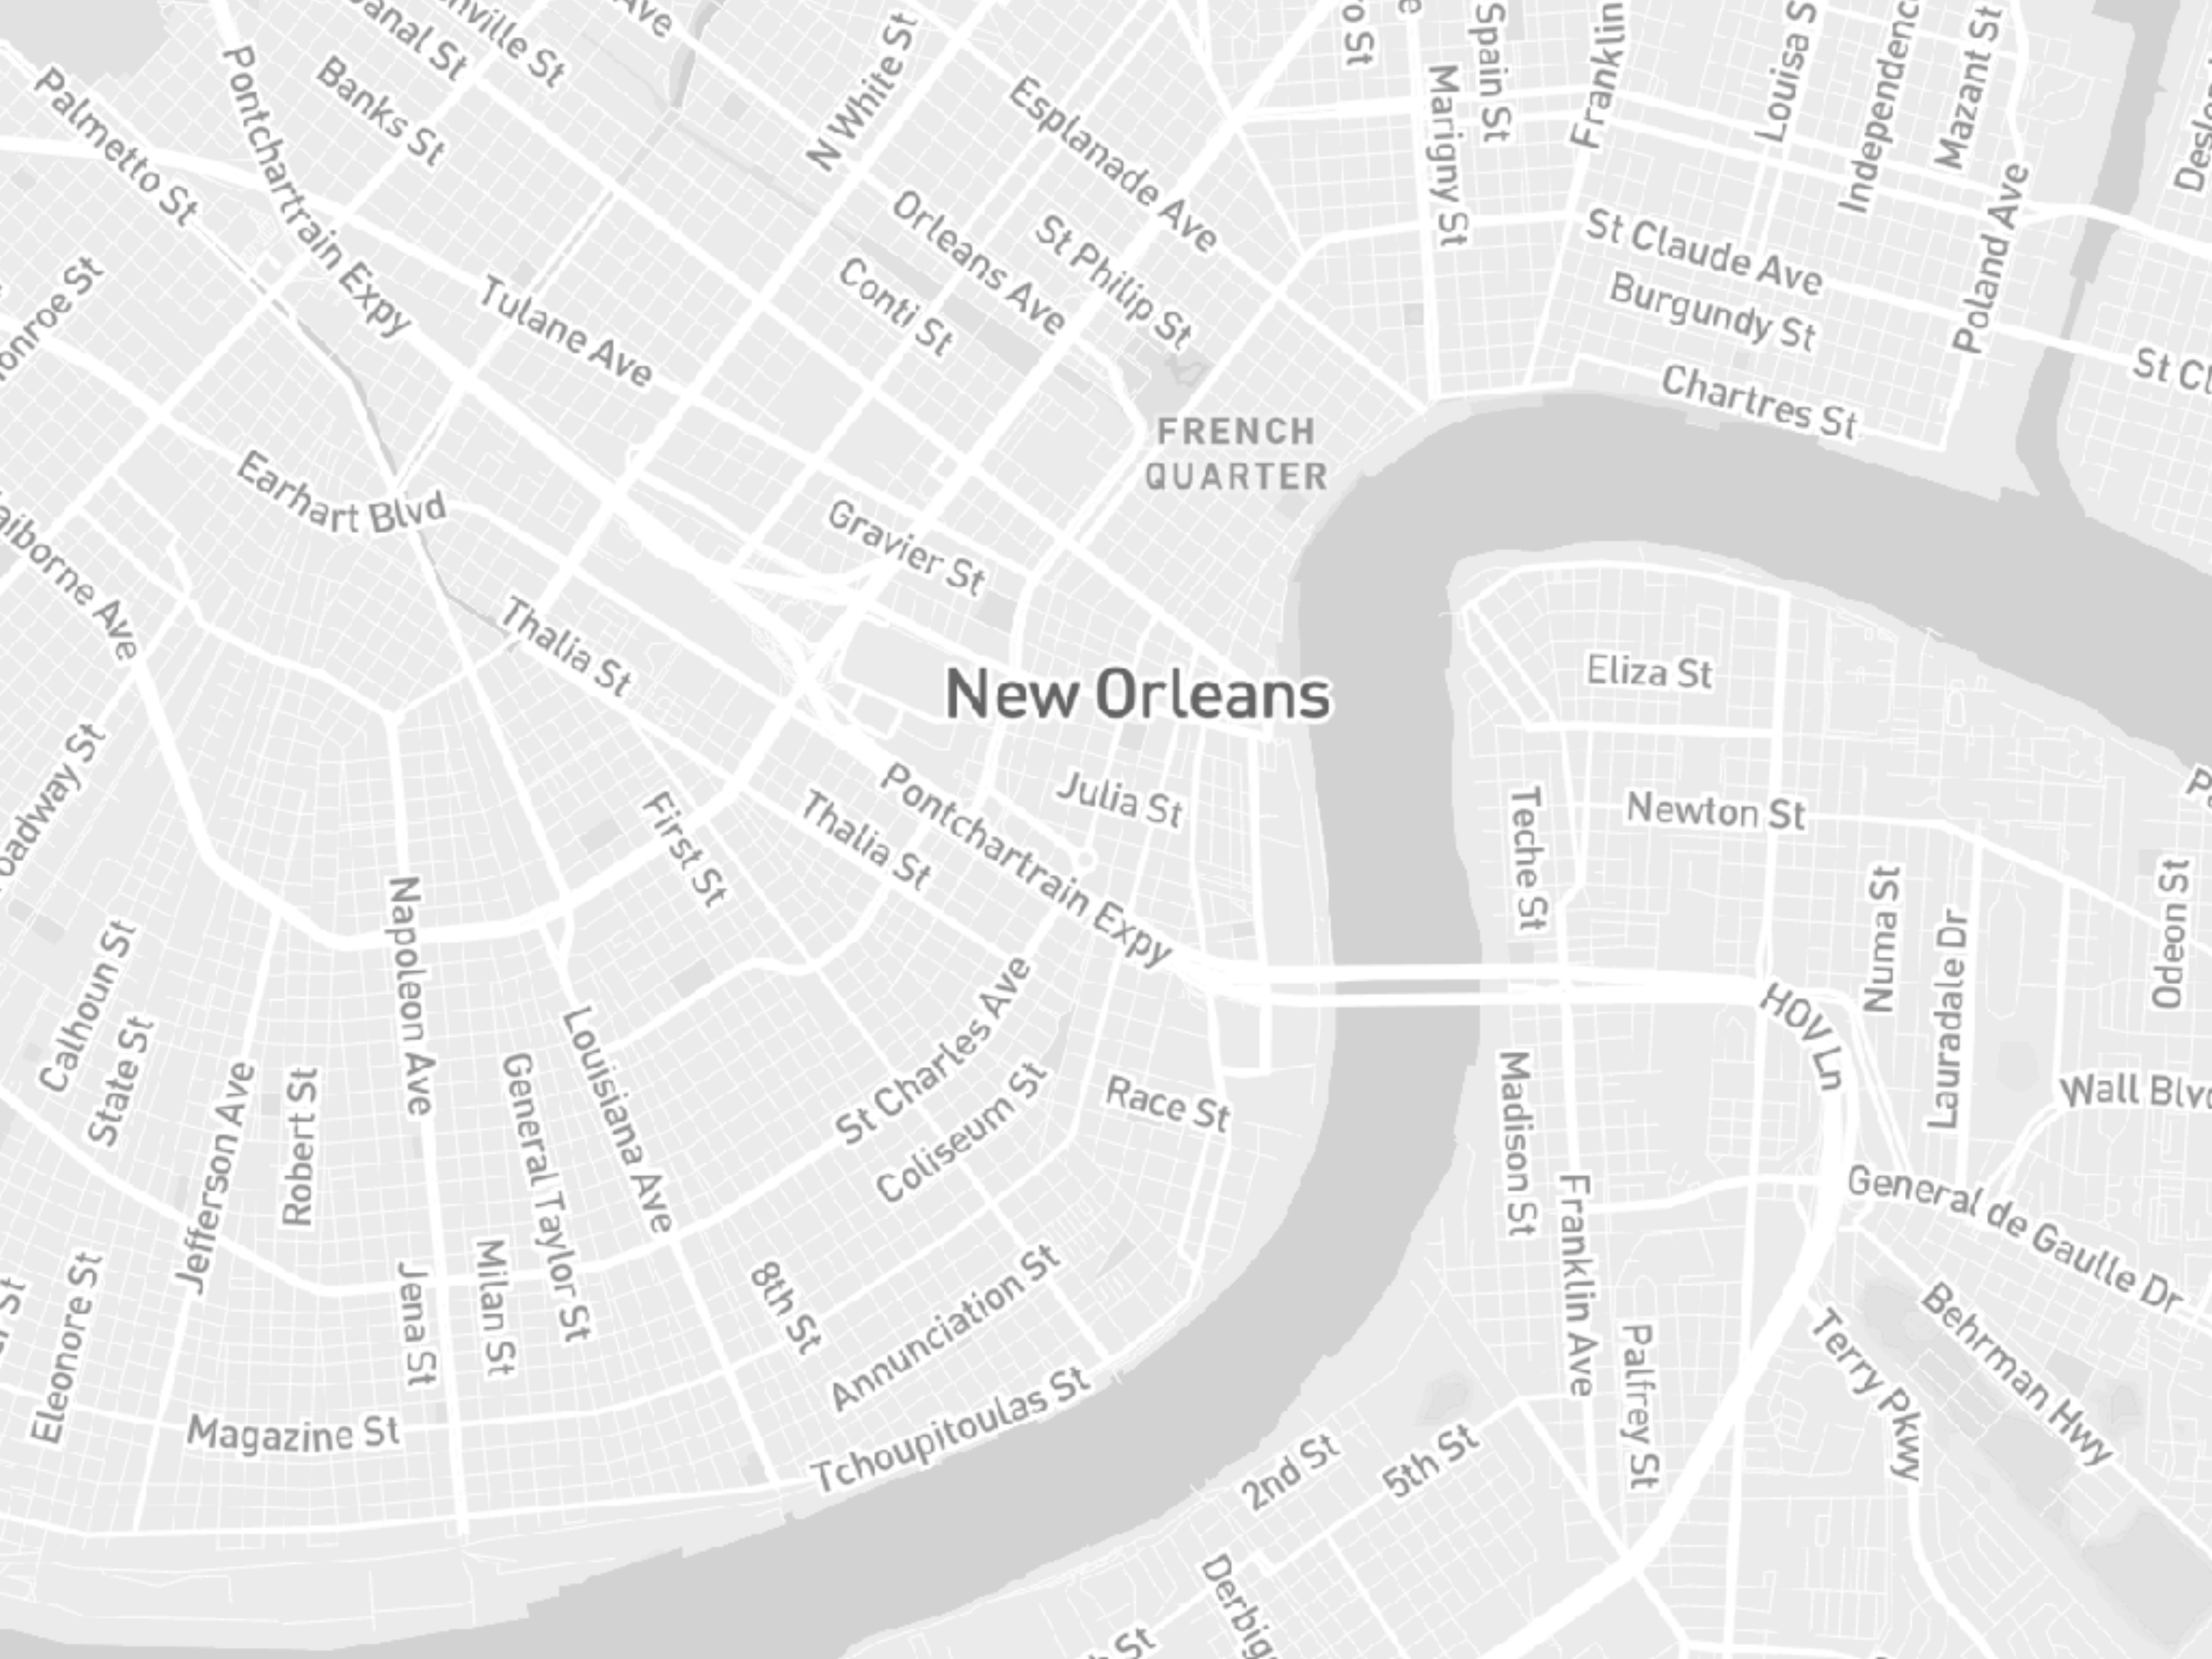 Canal St
Ave
N White St
Spain St
Palmetto St
Pontchartrain Expy
Banks St
Esplanade Ave
Marigny St
Mazant St
Orleans Ave
St Philip St
St Claude Ave
Poland Ave
Conti St
Tulane Ave
Burgundy St
Chartres St
FRENCH
QUARTER
Earhart Blvd
Gravier St
Thalia St
New Orleans
Eliza St
First St
Thalia St
Pontchartrain Expy
Julia St
Teche St
Newton St
Numa St
Odeon St
Napoleon Ave
Calhoun St
State St
Lauradale Dr
HOV Ln
Louisiana Ave
St Charles Ave
Coliseum St
Race St
Madison St
Wall Blvd
Jefferson Ave
Robert St
General Taylor St
Franklin Ave
General de Gaulle Dr
Eleonore St
Jena St
Milan St
8th St
Annunciation St
Palfrey St
Terry Pkwy
Behrman Hwy
Magazine St
Tchoupitoulas St
2nd St
5th St